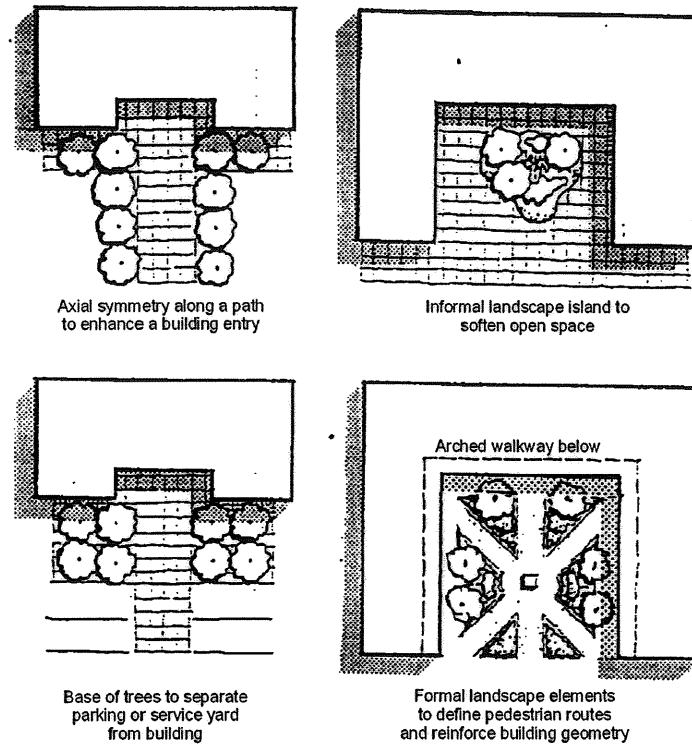 Axial symmetry along a path
to enhance a building entry
Informal landscape island to
soften open space
Arched walkway below
Base of trees to separate
parking or service yard
from building
Formal landscape elements
to define pedestrian routes
and reinforce building geometry